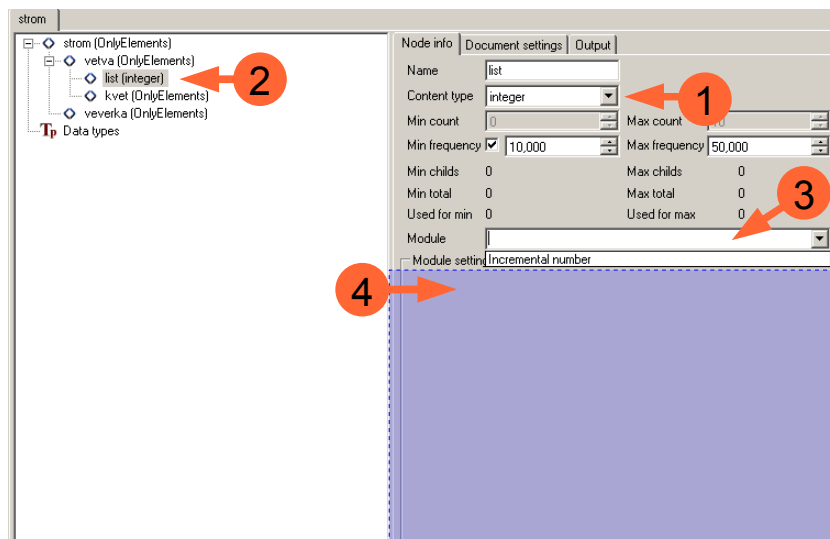 strom
strom (OnlyElements)
vetva (OnlyElements)
list (integer)
kvet (OnlyElements)
veverka (OnlyElements)
Tp Data types
2
Node info Document settings Output
Name list
Content type integer
1
Min count 0 Max count
Min frequency 10,000 Max frequency 50,000
Min childs 0 Max childs 0
Min total 0 Max total 0
3
Used for min 0 Used for max 0
Module
Module setting Incremental number
4